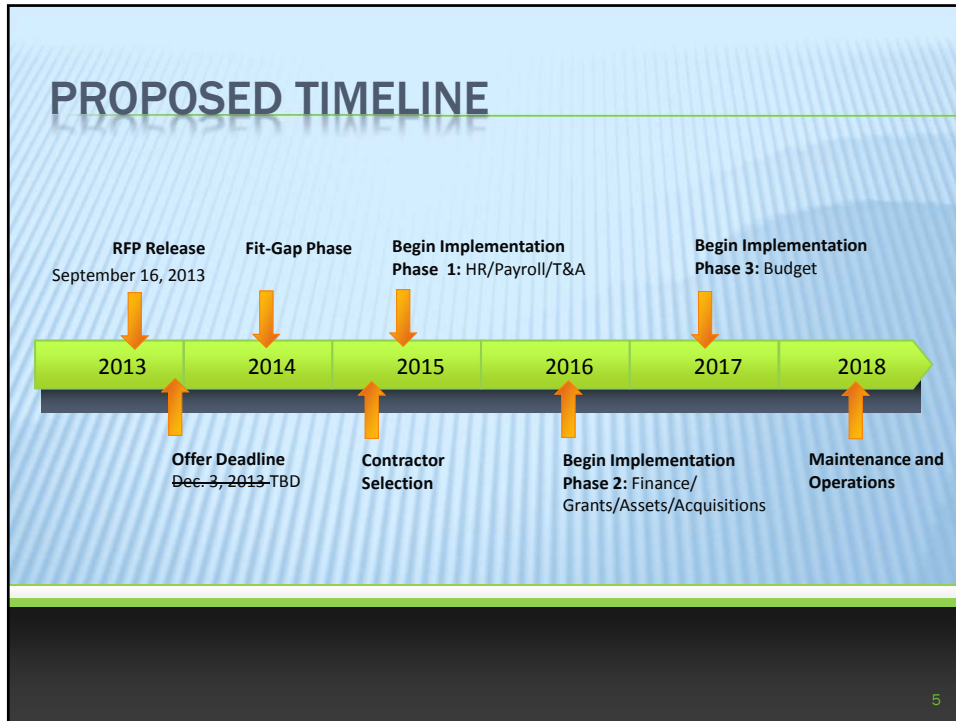 PROPOSED TIMELINE
RFP Release
September 16, 2013
Fit-Gap Phase
Begin Implementation
Phase 1: HR/Payroll/T&A
Begin Implementation
Phase 3: Budget
2013
2014
2015
2016
2017
2018
Offer Deadline
Dec. 3, 2013 TBD
Contractor
Selection
Begin Implementation
Phase 2: Finance/
Grants/Assets/Acquisitions
Maintenance and
Operations
5